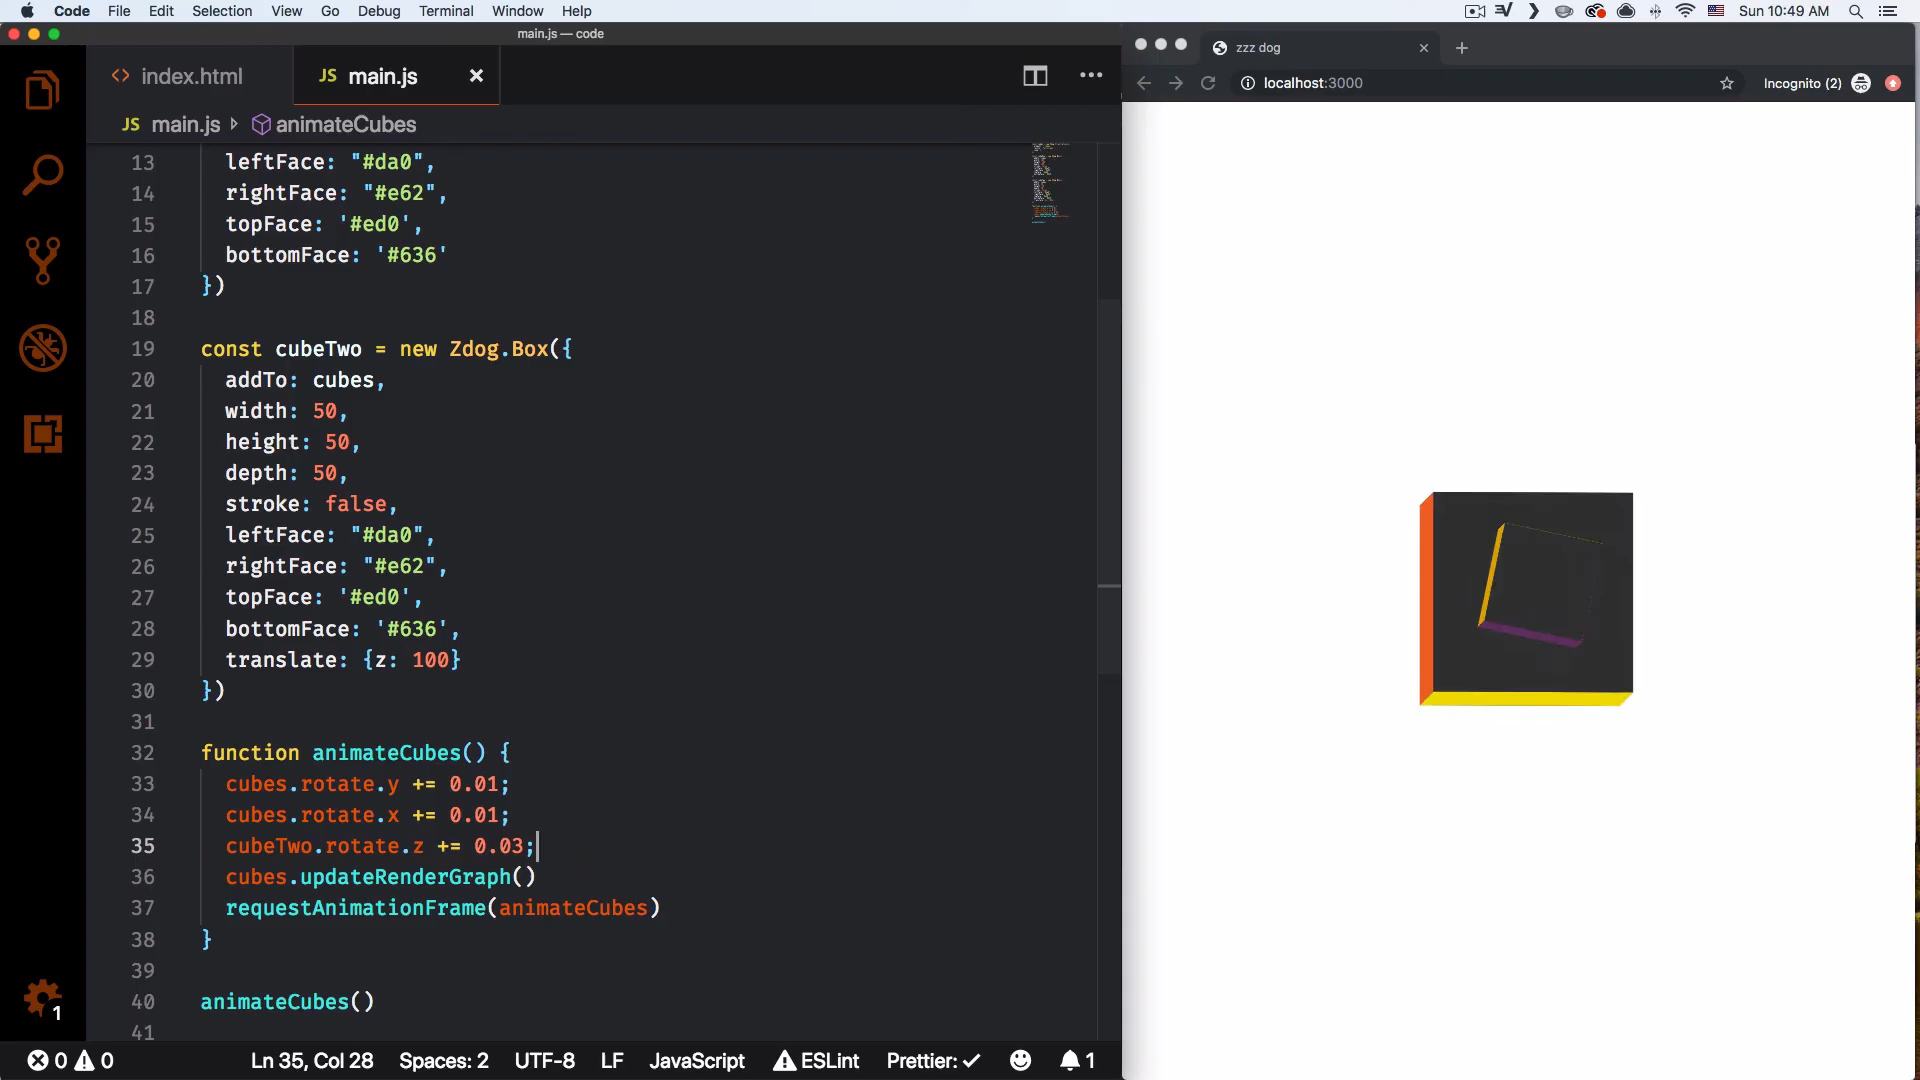 Code File Edit Selection View Go Debug Terminal Window Help
Sun 10:49 AM
main.js — code
index.html
JS main.js
JS main.js animateCubes
13 leftFace: "#da0",
14 rightFace: "#e62",
15 topFace: '#ed0',
16 bottomFace: '#636'
17 })
18
19 const cubeTwo = new Zdog.Box({
20 addTo: cubes,
21 width: 50,
22 height: 50,
23 depth: 50,
24 stroke: false,
25 leftFace: "#da0",
26 rightFace: "#e62",
27 topFace: '#ed0',
28 bottomFace: '#636',
29 translate: {z: 100}
30 })
31
32 function animateCubes() {
33 cubes.rotate.y += 0.01;
34 cubes.rotate.x += 0.01;
35 cubeTwo.rotate.z += 0.03;
36 cubes.updateRenderGraph()
37 requestAnimationFrame(animateCubes)
38 }
39
40 animateCubes()
41
1
0 0 Ln 35, Col 28 Spaces: 2 UTF-8 LF JavaScript ESLint Prettier: ✓ 1
zzz dog
localhost:3000
Incognito (2)